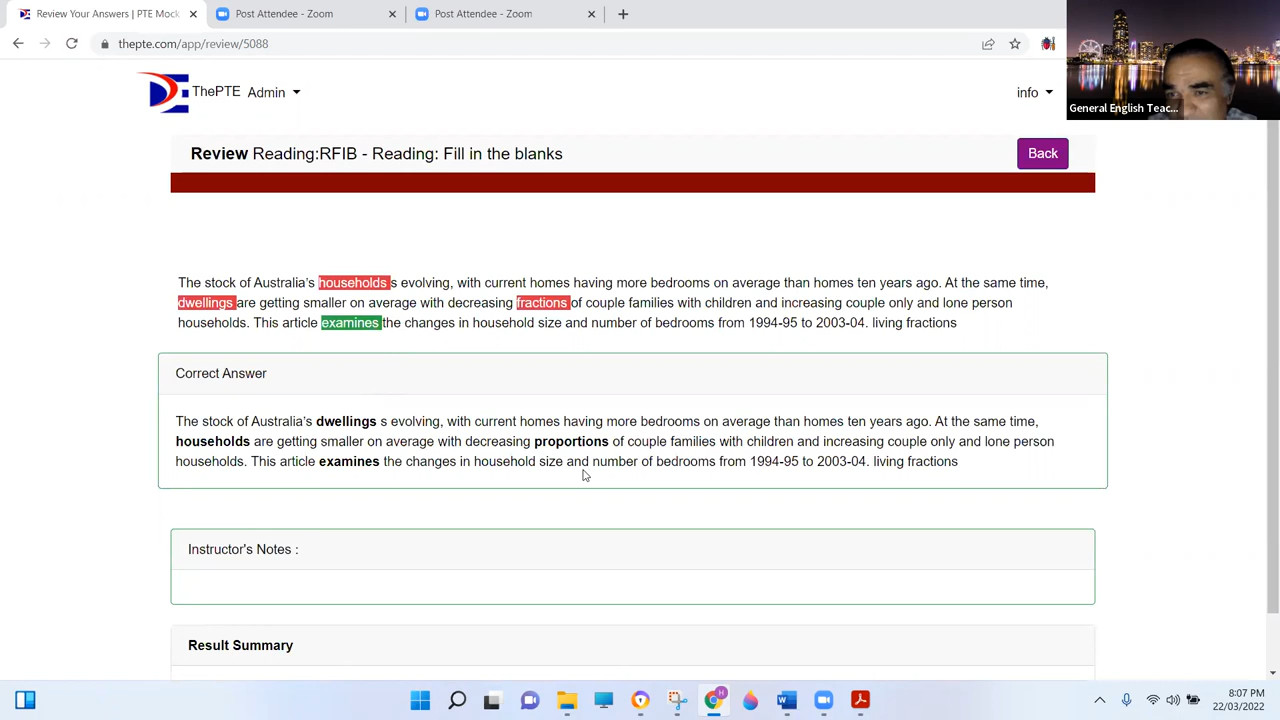 Review Your Answers | PTE Mock
Post Attendee - Zoom
Post Attendee - Zoom
thepte.com/app/review/5088
General English Teac...
ThePTE
Admin
info
Review Reading:RFIB - Reading: Fill in the blanks
Back
The stock of Australia's households s evolving, with current homes having more bedrooms on average than homes ten years ago. At the same time,
dwellings are getting smaller on average with decreasing fractions of couple families with children and increasing couple only and lone person
households. This article examines the changes in household size and number of bedrooms from 1994-95 to 2003-04. living fractions
Correct Answer
The stock of Australia's dwellings s evolving, with current homes having more bedrooms on average than homes ten years ago. At the same time,
households are getting smaller on average with decreasing proportions of couple families with children and increasing couple only and lone person
households. This article examines the changes in household size and number of bedrooms from 1994-95 to 2003-04. living fractions
Instructor's Notes :
Result Summary
8:07 PM
22/03/2022